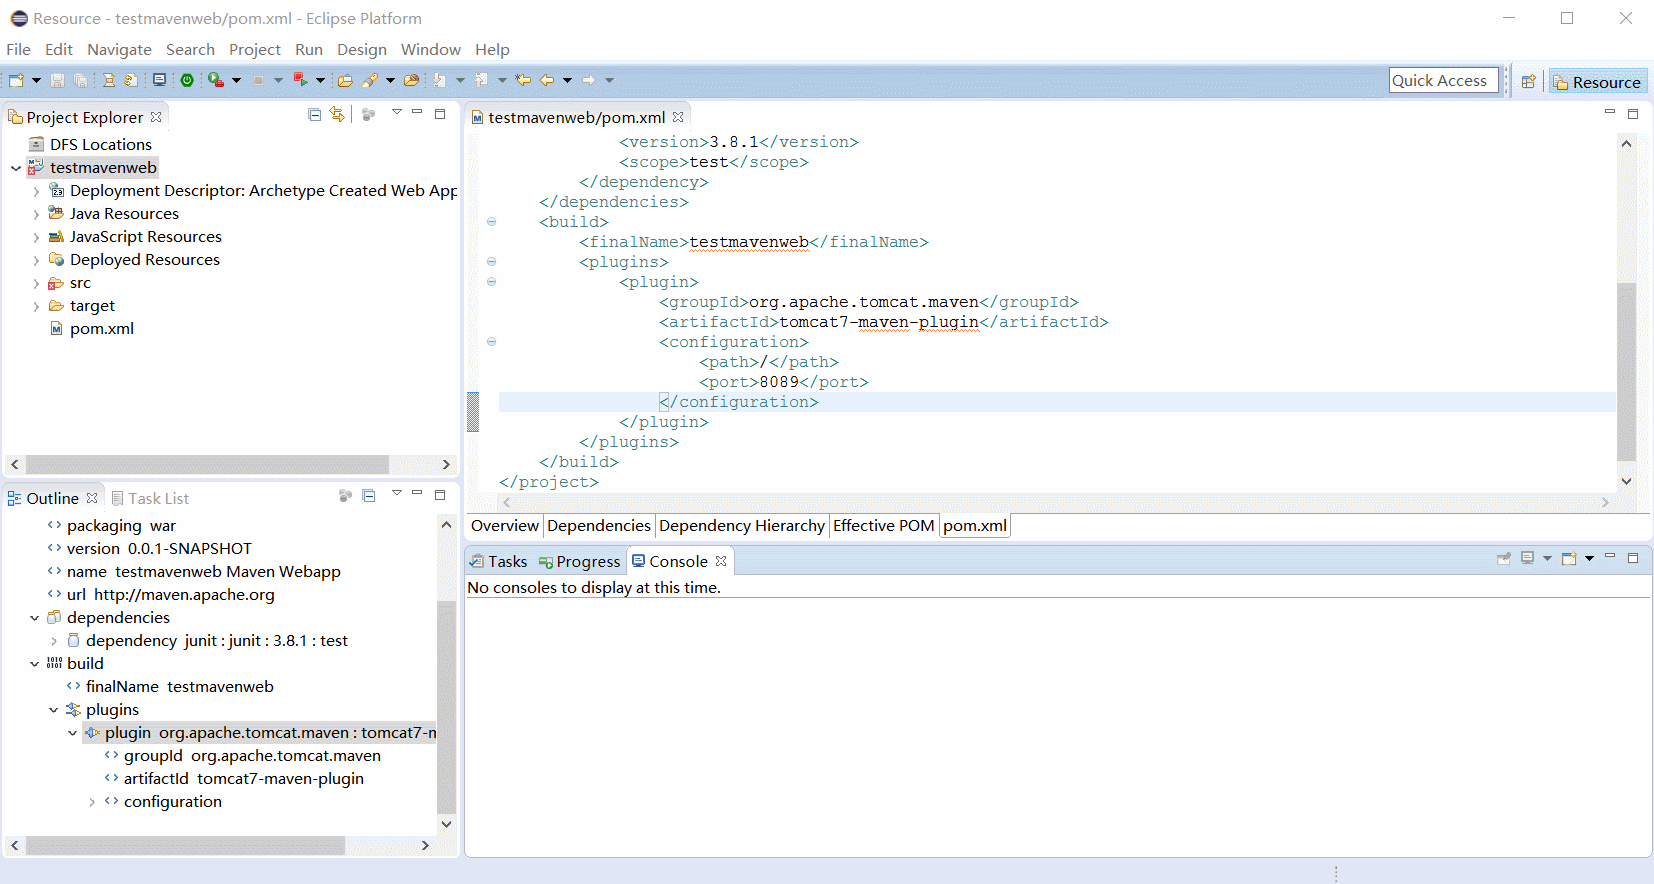 Resource - testmavenweb/pom.xml - Eclipse Platform
File Edit Navigate Search Project Run Design Window Help
Quick Access
Resource
Project Explorer
DFS Locations
testmavenweb
Deployment Descriptor: Archetype Created Web App
Java Resources
JavaScript Resources
Deployed Resources
src
target
pom.xml
Outline
Task List
packaging war
version 0.0.1-SNAPSHOT
name testmavenweb Maven Webapp
url http://maven.apache.org
dependencies
dependency junit : junit : 3.8.1 : test
build
finalName testmavenweb
plugins
plugin org.apache.tomcat.maven : tomcat7-m
groupId org.apache.tomcat.maven
artifactId tomcat7-maven-plugin
configuration
testmavenweb/pom.xml
<version>3.8.1</version>
<scope>test</scope>
</dependency>
</dependencies>
<build>
<finalName>testmavenweb</finalName>
<plugins>
<plugin>
<groupId>org.apache.tomcat.maven</groupId>
<artifactId>tomcat7-maven-plugin</artifactId>
<configuration>
<path>/</path>
<port>8089</port>
</configuration>
</plugin>
</plugins>
</build>
</project>
Overview Dependencies Dependency Hierarchy Effective POM pom.xml
Tasks Progress Console
No consoles to display at this time.